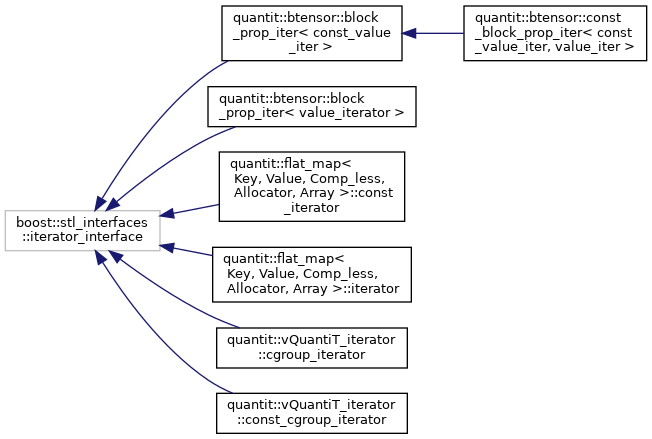 quantit::btensor::block
_prop_iter< const_value
_iter >
quantit::btensor::const
_block_prop_iter< const
_value_iter, value_iter >
quantit::btensor::block
_prop_iter< value_iterator >
quantit::flat_map<
Key, Value, Comp_less,
Allocator, Array >::const
_iterator
boost::stl_interfaces
::iterator_interface
quantit::flat_map<
Key, Value, Comp_less,
Allocator, Array >::iterator
quantit::vQuantiT_iterator
::cgroup_iterator
quantit::vQuantiT_iterator
::const_cgroup_iterator